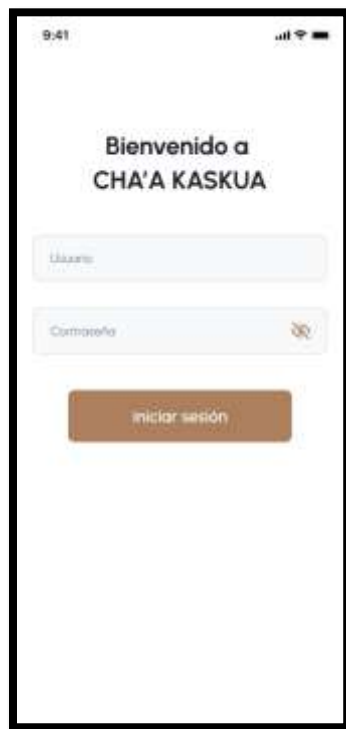 9:41
Bienvenido a
CHA'A KASKUA
Usuario
Contraseña
Iniciar sesión